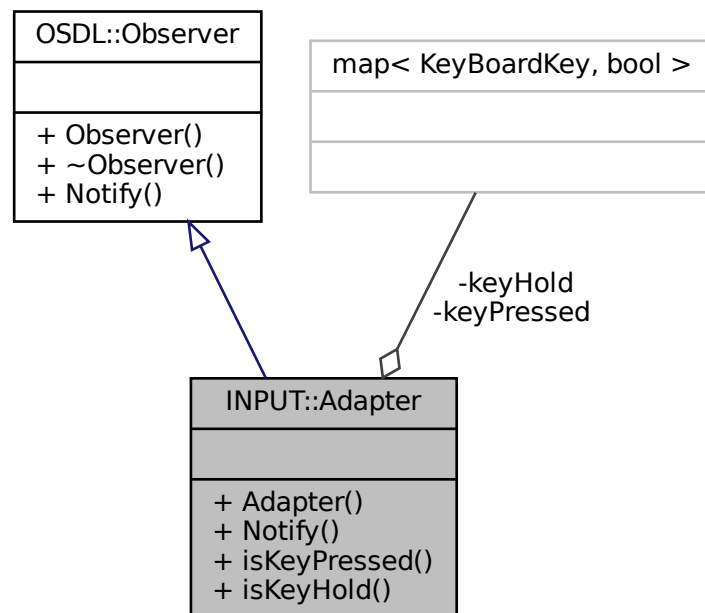 OSDL::Observer
+ Observer()
+ ~Observer()
+ Notify()
map< KeyBoardKey, bool >
-keyHold
-keyPressed
INPUT::Adapter
+ Adapter()
+ Notify()
+ isKeyPressed()
+ isKeyHold()